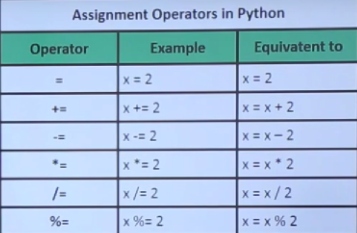 Assignment Operators in Python
Operator Example Equivatent to
= x = 2 x = 2
+= x += 2 x = x + 2
-= x -= 2 x = x – 2
*= x *= 2 x = x * 2
/= x /= 2 x = x / 2
%= x %= 2 x = x % 2